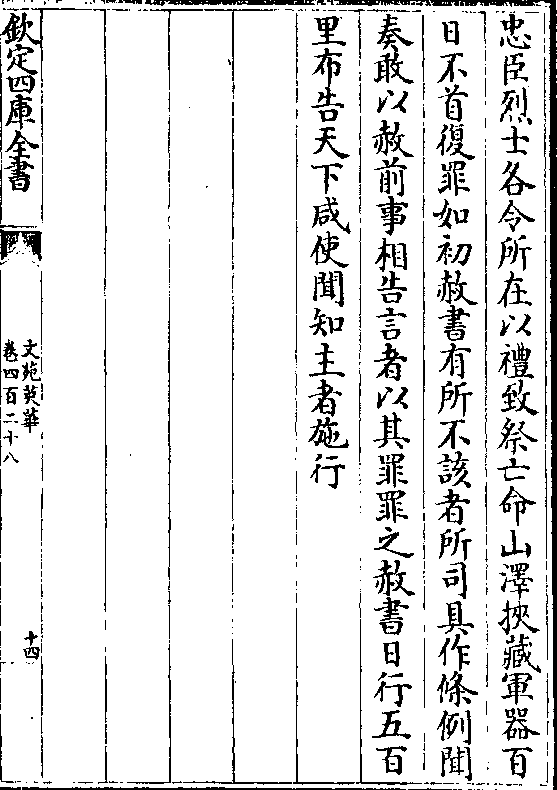 忠臣烈士各令所在以禮致祭亡命山澤挾藏軍器百
日不首復罪如初赦書有所不該者所司具作條例聞
奏敢以赦前事相告言者以其罪罪之赦書日行五百
里布告天下咸使聞知主者施行
欽定四庫全書
文苑英華
卷四百二十八
十四